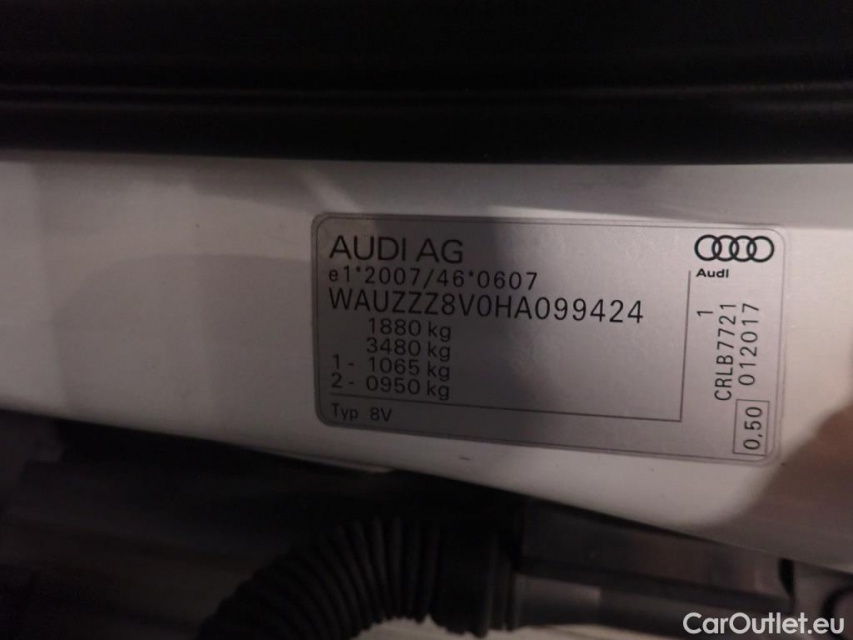 AUDI AG
e1*2007/46*0607
WAUZZZ8V0HA099424
1880 kg
3480 kg
1 - 1065 kg
2 - 0950 kg
Typ 8V
Audi
1
CRLB7721
012017
0,50
CarOutlet.eu